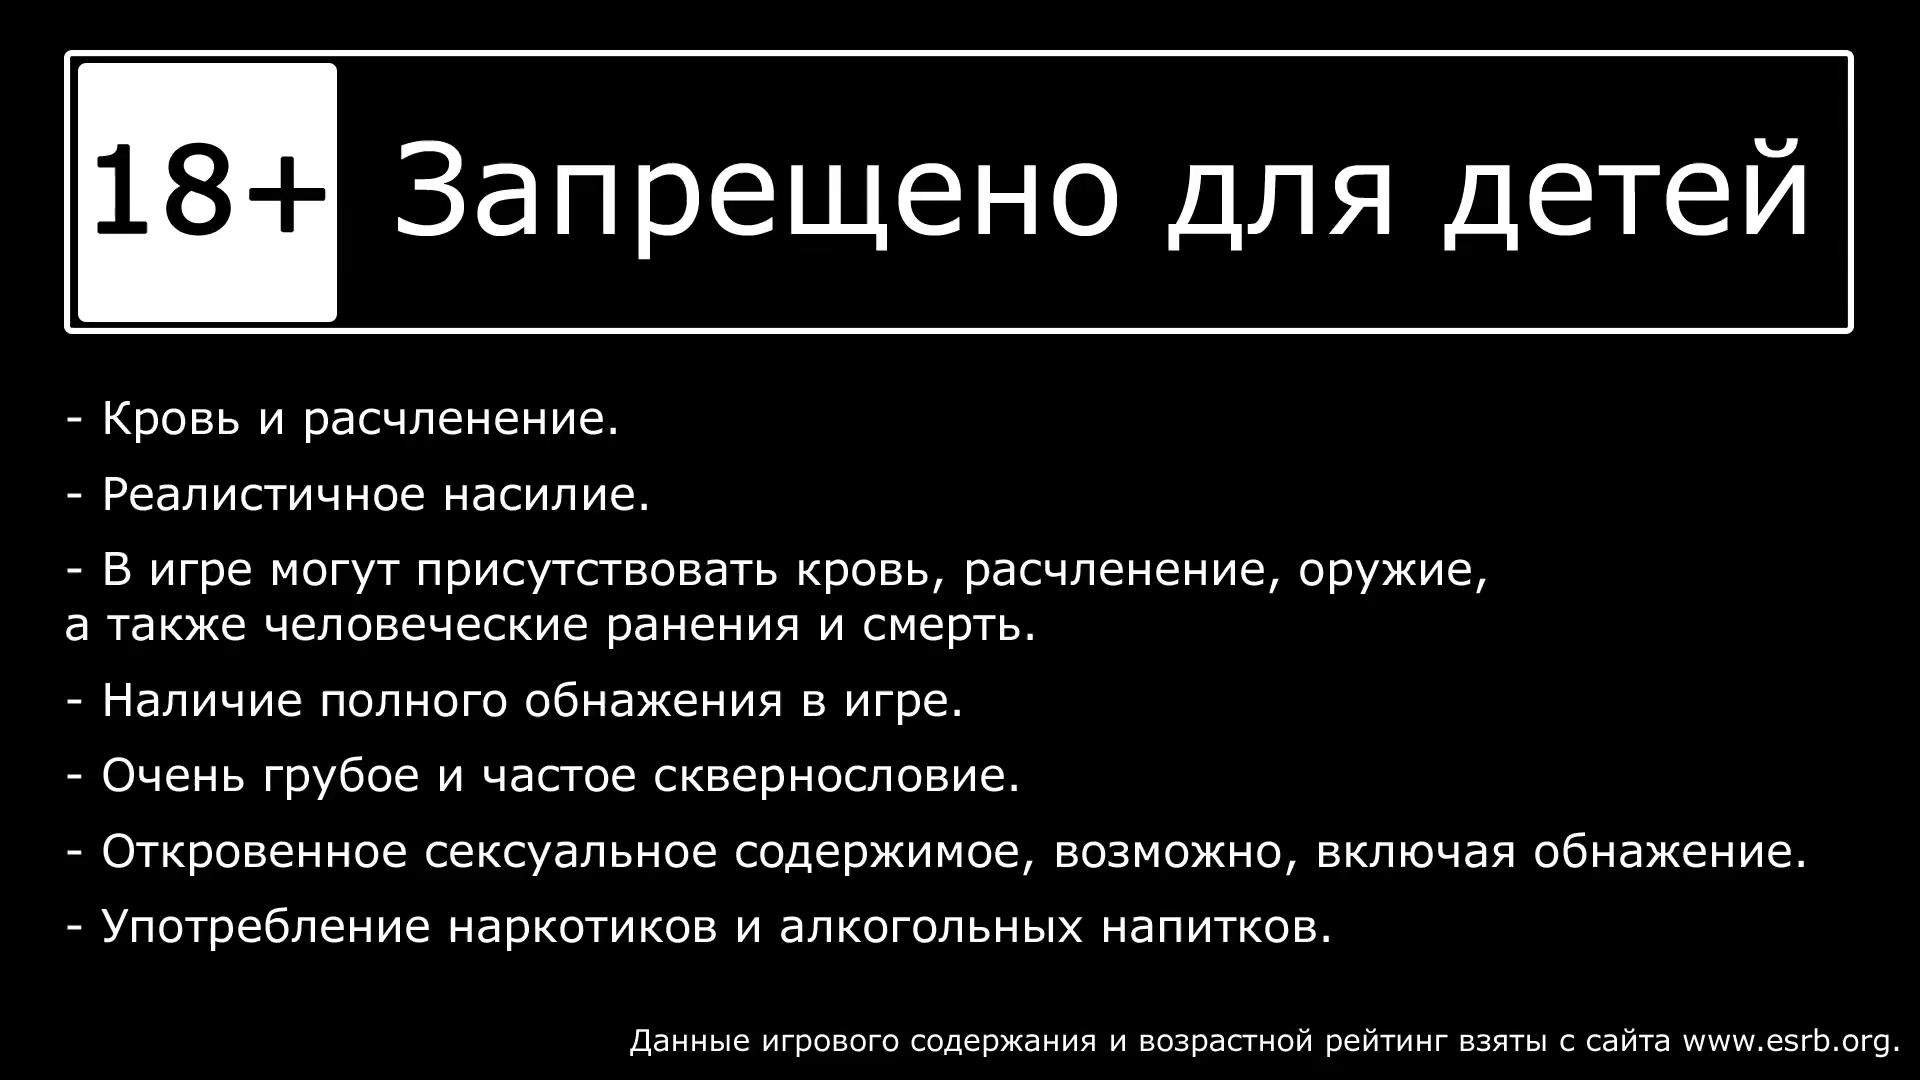 18+ Запрещено для детей
- Кровь и расчленение.
- Реалистичное насилие.
- В игре могут присутствовать кровь, расчленение, оружие,
а также человеческие ранения и смерть.
- Наличие полного обнажения в игре.
- Очень грубое и частое сквернословие.
- Откровенное сексуальное содержимое, возможно, включая обнажение.
- Употребление наркотиков и алкогольных напитков.
Данные игрового содержания и возрастной рейтинг взяты с сайта www.esrb.org.